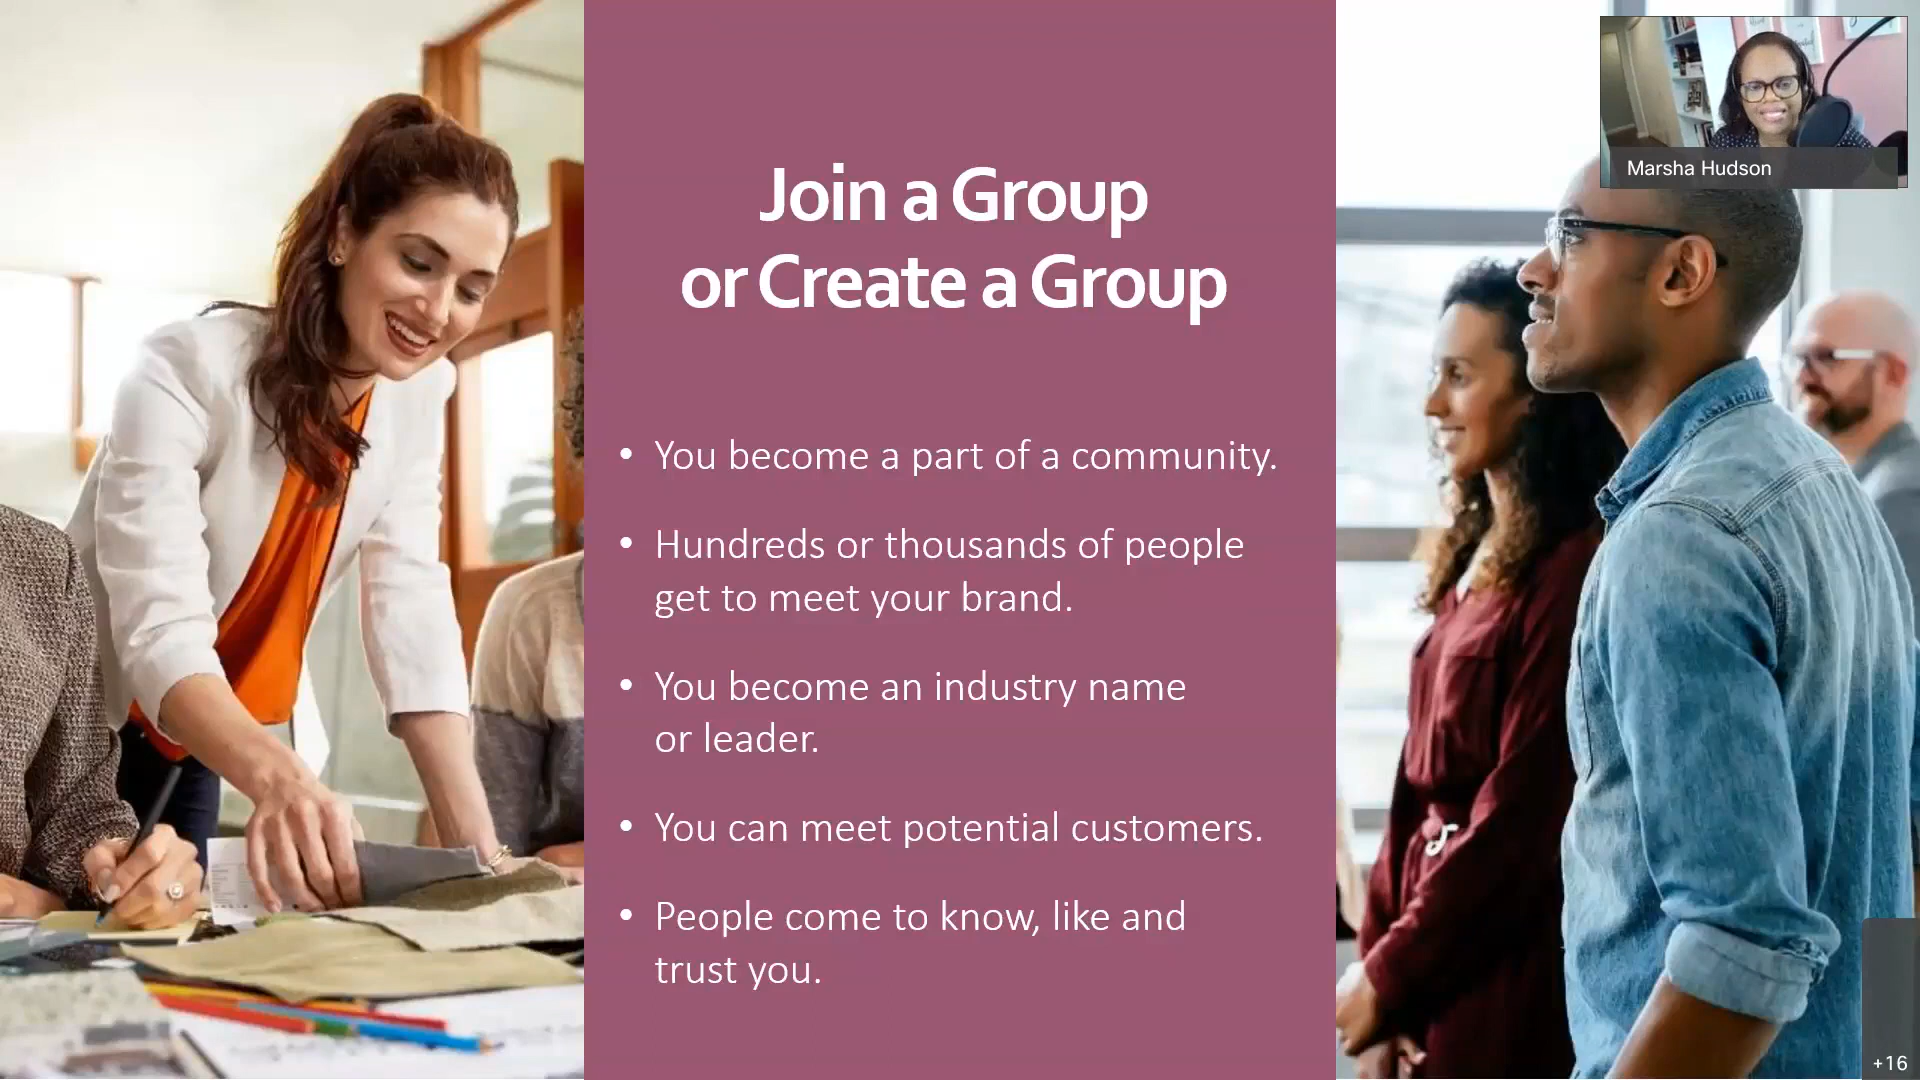 Join a Group
or Create a Group
• You become a part of a community.
• Hundreds or thousands of people
get to meet your brand.
• You become an industry name
or leader.
• You can meet potential customers.
• People come to know, like and
trust you.
Marsha Hudson
+16